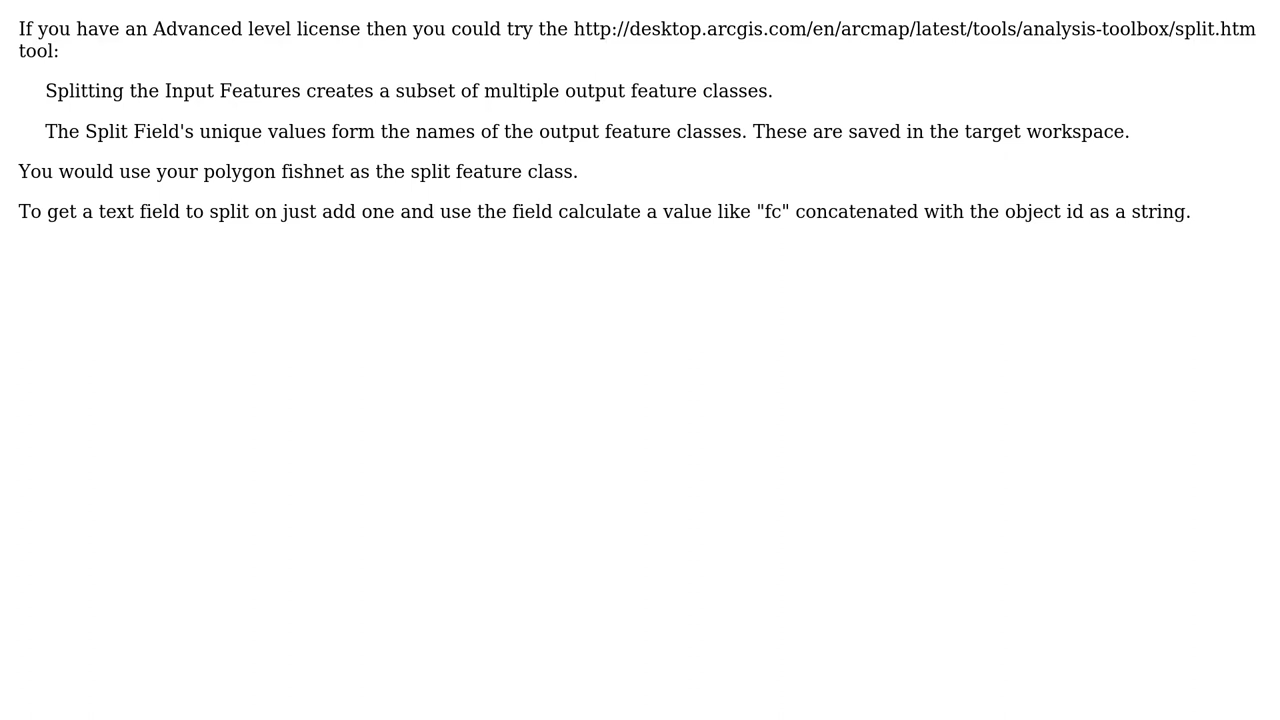 If you have an Advanced level license then you could try the http://desktop.arcgis.com/en/arcmap/latest/tools/analysis-toolbox/split.htm
tool:
Splitting the Input Features creates a subset of multiple output feature classes.
The Split Field's unique values form the names of the output feature classes. These are saved in the target workspace.
You would use your polygon fishnet as the split feature class.
To get a text field to split on just add one and use the field calculate a value like "fc" concatenated with the object id as a string.